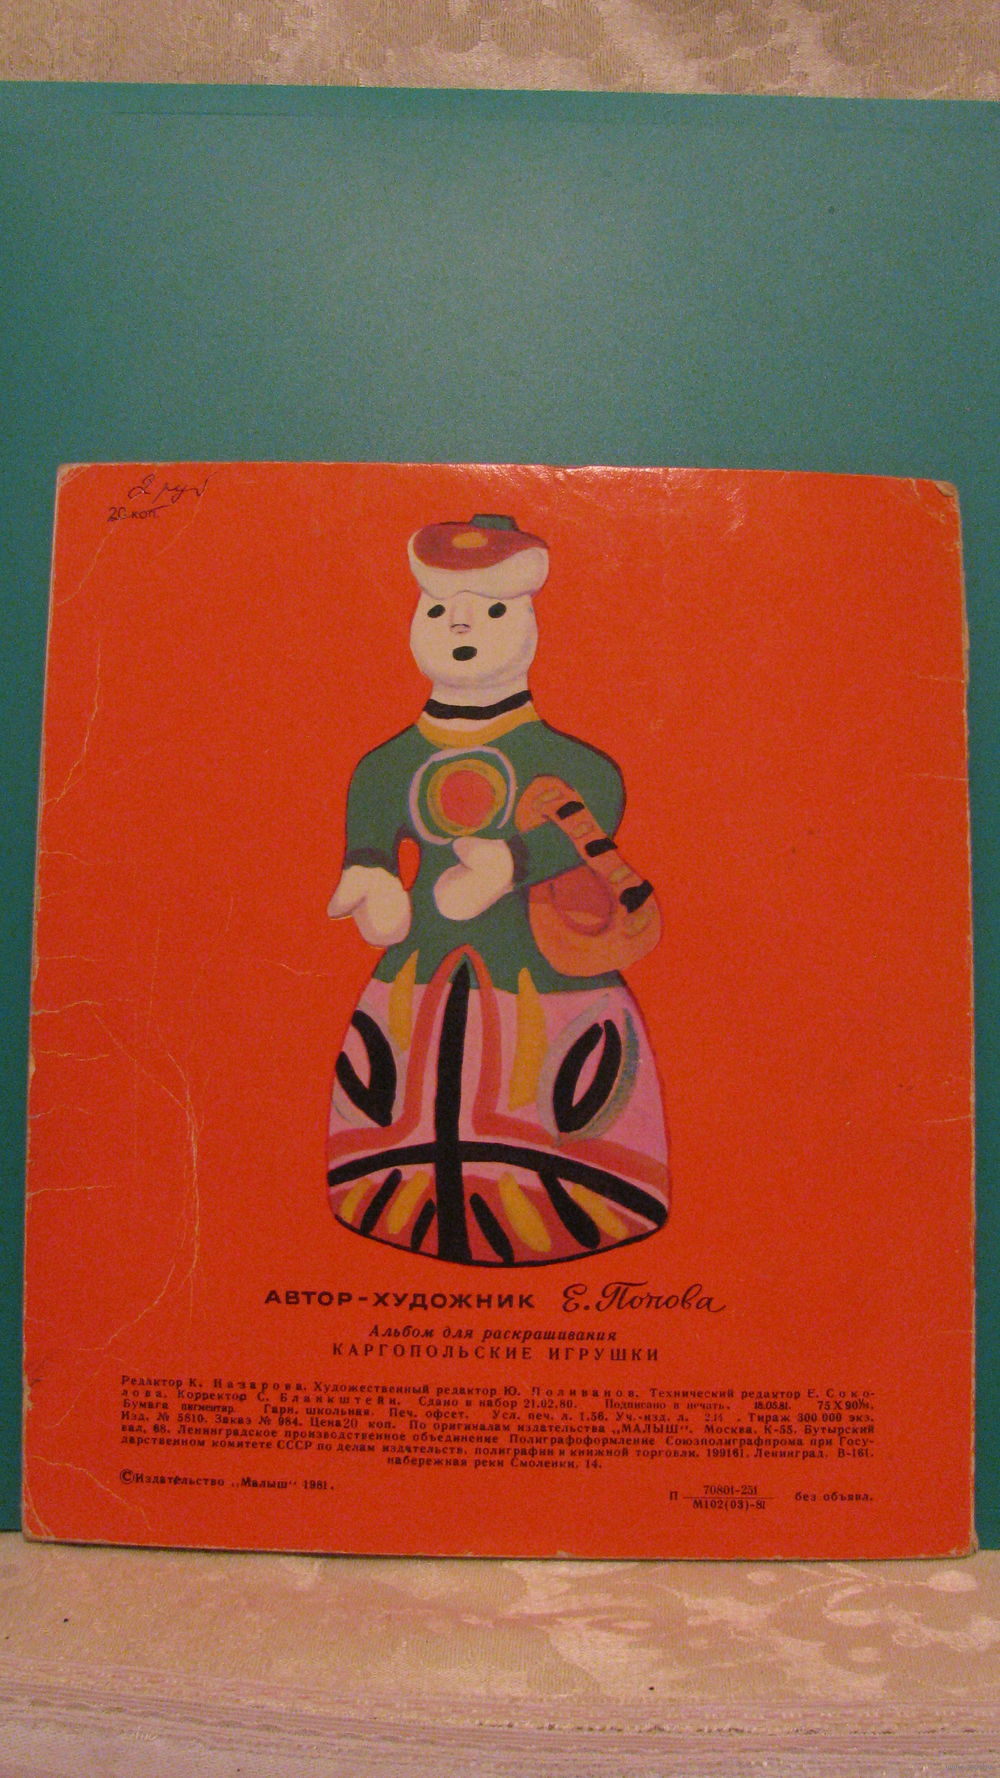 2 руб
20 коп.
АВТОР-ХУДОЖНИК Е. Попова
Альбом для раскрашивания
КАРГОПОЛЬСКИЕ ИГРУШКИ
Редактор К. Назарова. Художественный редактор Ю. Поливанов. Технический редактор Е. Соко-
лова. Корректор С. Бланкштейн. Сдано в набор 21.02.80. Подписано в печать. 18.05.81. 75 X 90¹⁄₁₆.
Бумага пигментир. Гарн. школьная. Печ. офсет. Усл. печ. л. 1.56. Уч.-изд. л. 2.14 . Тираж 300 000 экз.
Изд. № 5610. Заказ № 984. Цена 20 коп. По оригиналам издательства „МАЛЫШ“. Москва, К-55, Бутырский
вал, 68. Ленинградское производственное объединение Полиграфоформление Союзполиграфпрома при Госу-
дарственном комитете СССР по делам издательств, полиграфии и книжной торговли. 199161, Ленинград, В-161,
набережная реки Смоленки, 14.
© Издательство „Малыш“ 1981.
П 70801-251 без объявл.
М102(03)-81